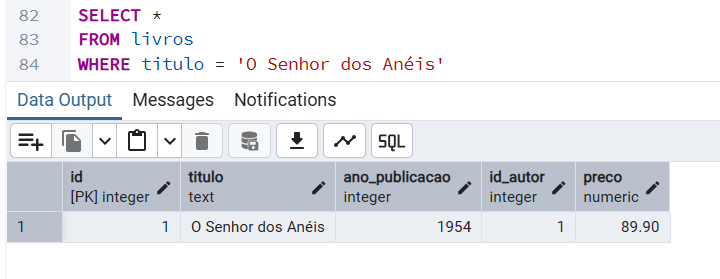 82 SELECT *
83 FROM livros
84 WHERE titulo = 'O Senhor dos Anéis'
Data Output Messages Notifications
SQL
id titulo ano_publicacao id_autor preco
[PK] integer text integer integer numeric
1 1 O Senhor dos Anéis 1954 1 89.90